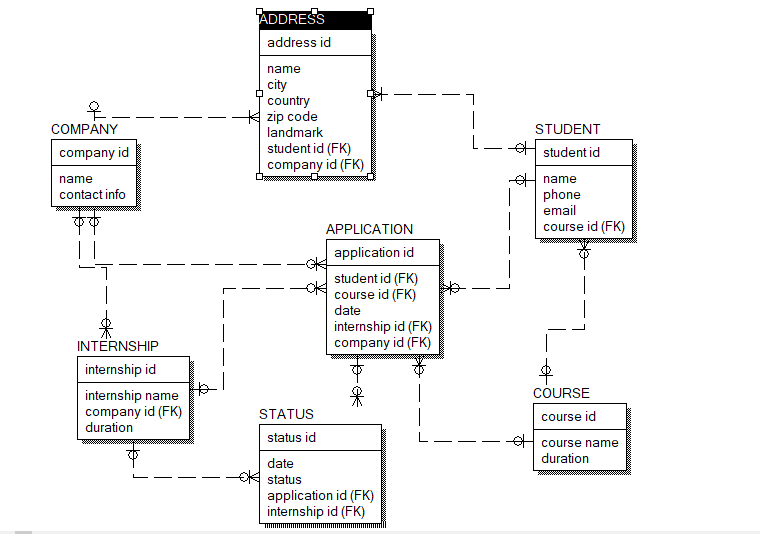 ADDRESS
address id
name
city
country
zip code
landmark
student id (FK)
company id (FK)
COMPANY
company id
name
contact info
STUDENT
student id
name
phone
email
course id (FK)
APPLICATION
application id
student id (FK)
course id (FK)
date
internship id (FK)
company id (FK)
INTERNSHIP
internship id
internship name
company id (FK)
duration
STATUS
status id
date
status
application id (FK)
internship id (FK)
COURSE
course id
course name
duration